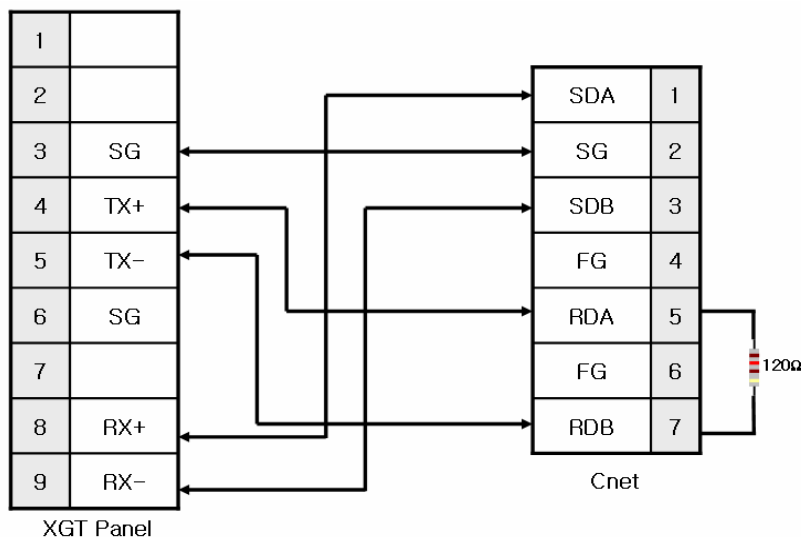 1
2
3 SG
4 TX+
5 TX-
6 SG
7
8 RX+
9 RX-
XGT Panel
SDA 1
SG 2
SDB 3
FG 4
RDA 5
FG 6
RDB 7
Cnet
120Ω